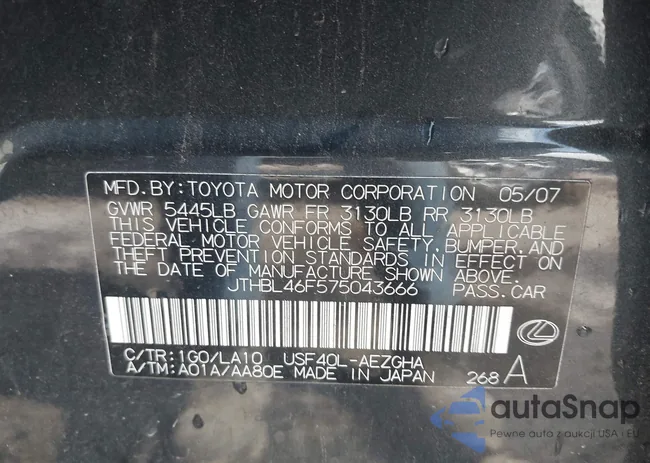 MFD. BY: TOYOTA MOTOR CORPORATION 05/07
GVWR 5445LB GAWR FR 3130LB RR 3130LB
THIS VEHICLE CONFORMS TO ALL APPLICABLE
FEDERAL MOTOR VEHICLE SAFETY, BUMPER, AND
THEFT PREVENTION STANDARDS IN EFFECT ON
THE DATE OF MANUFACTURE SHOWN ABOVE.
JTHBL46F575043666 PASS. CAR
C/TR: 1G0/LA10 USF40L-AEZGHA
A/TM: A01A/AA80E MADE IN JAPAN 268 A
autaSnap
Pewne auta z aukcji USA i EU